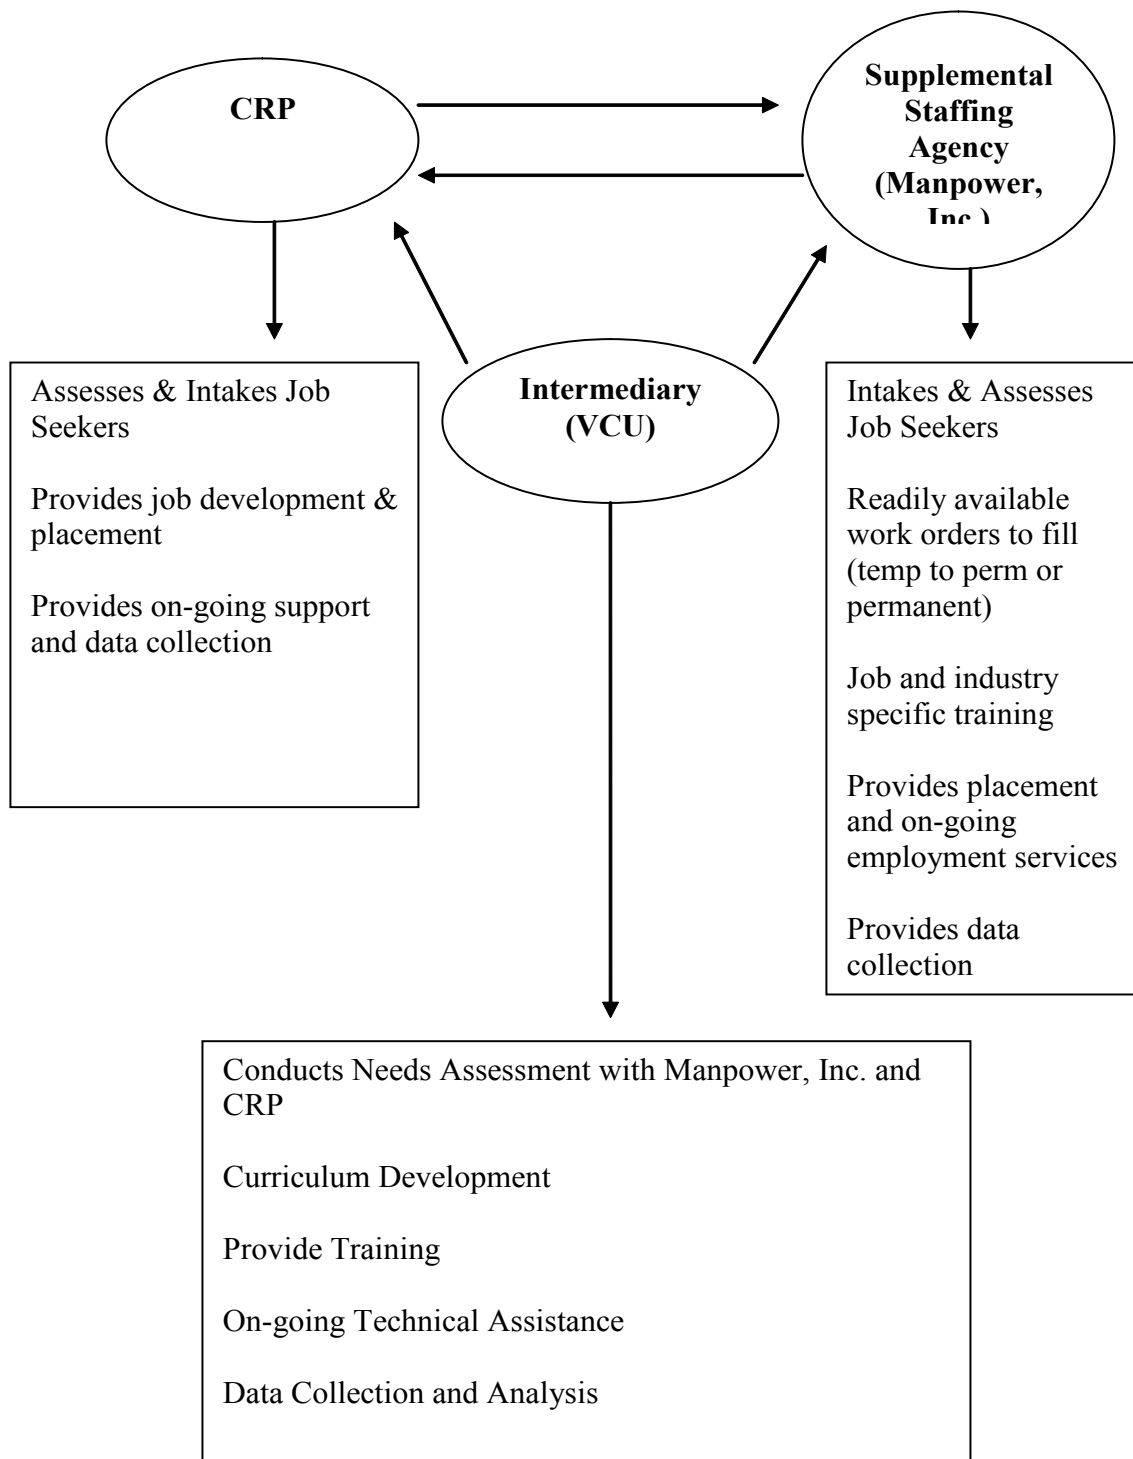 CRP
Supplemental
Staffing
Agency
(Manpower,
Inc.)
Intermediary
(VCU)
Assesses & Intakes Job
Seekers
Provides job development &
placement
Provides on-going support
and data collection
Intakes & Assesses
Job Seekers
Readily available
work orders to fill
(temp to perm or
permanent)
Job and industry
specific training
Provides placement
and on-going
employment services
Provides data
collection
Conducts Needs Assessment with Manpower, Inc. and
CRP
Curriculum Development
Provide Training
On-going Technical Assistance
Data Collection and Analysis